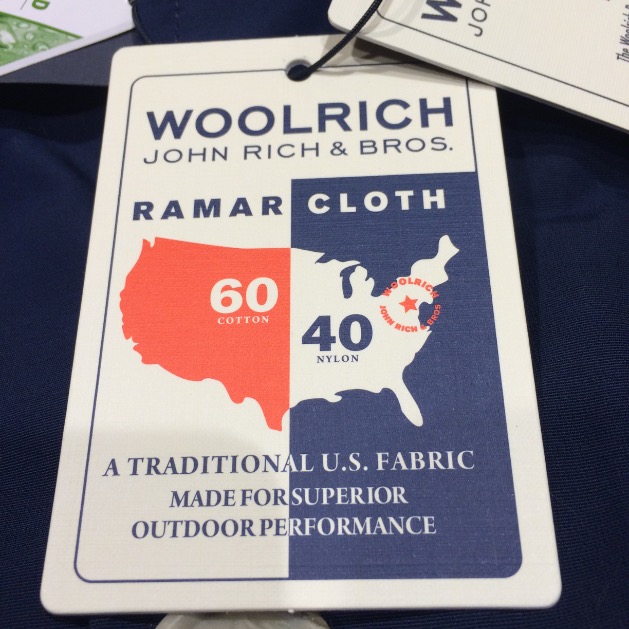 WOOLRICH
JOHN RICH & BROS.
RAMAR CLOTH
60
COTTON
40
NYLON
WOOLRICH
JOHN RICH & BROS
A TRADITIONAL U.S. FABRIC
MADE FOR SUPERIOR
OUTDOOR PERFORMANCE
W
JO
D